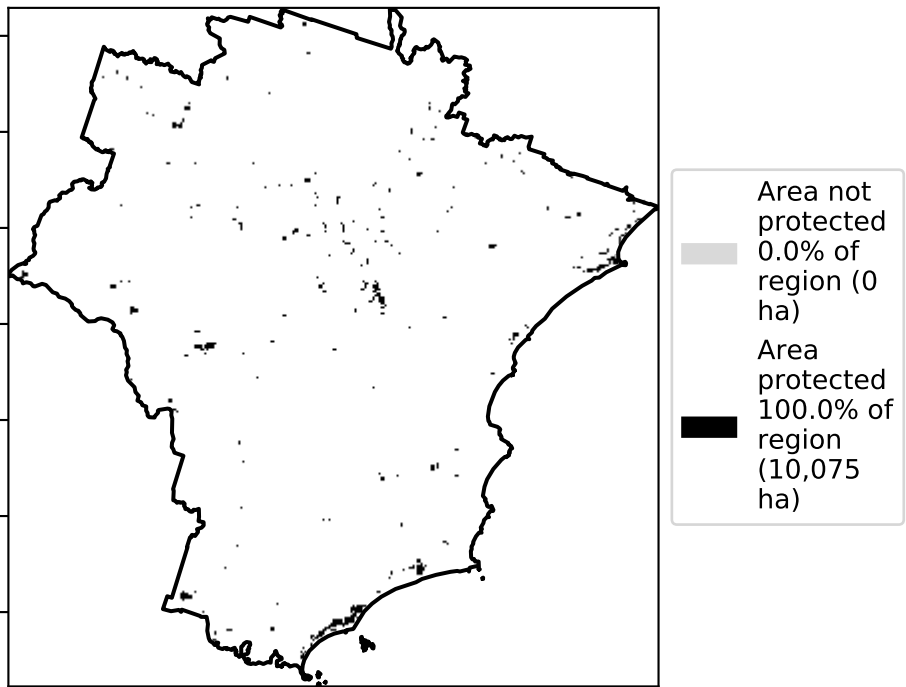 Area not
protected
0.0% of
region (0
ha)
Area
protected
100.0% of
region
(10,075
ha)